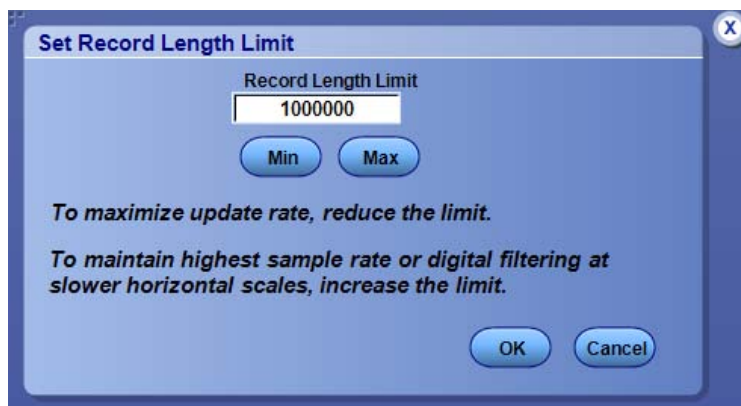 X
Set Record Length Limit
Record Length Limit
1000000
Min Max
To maximize update rate, reduce the limit.
To maintain highest sample rate or digital filtering at
slower horizontal scales, increase the limit.
OK Cancel